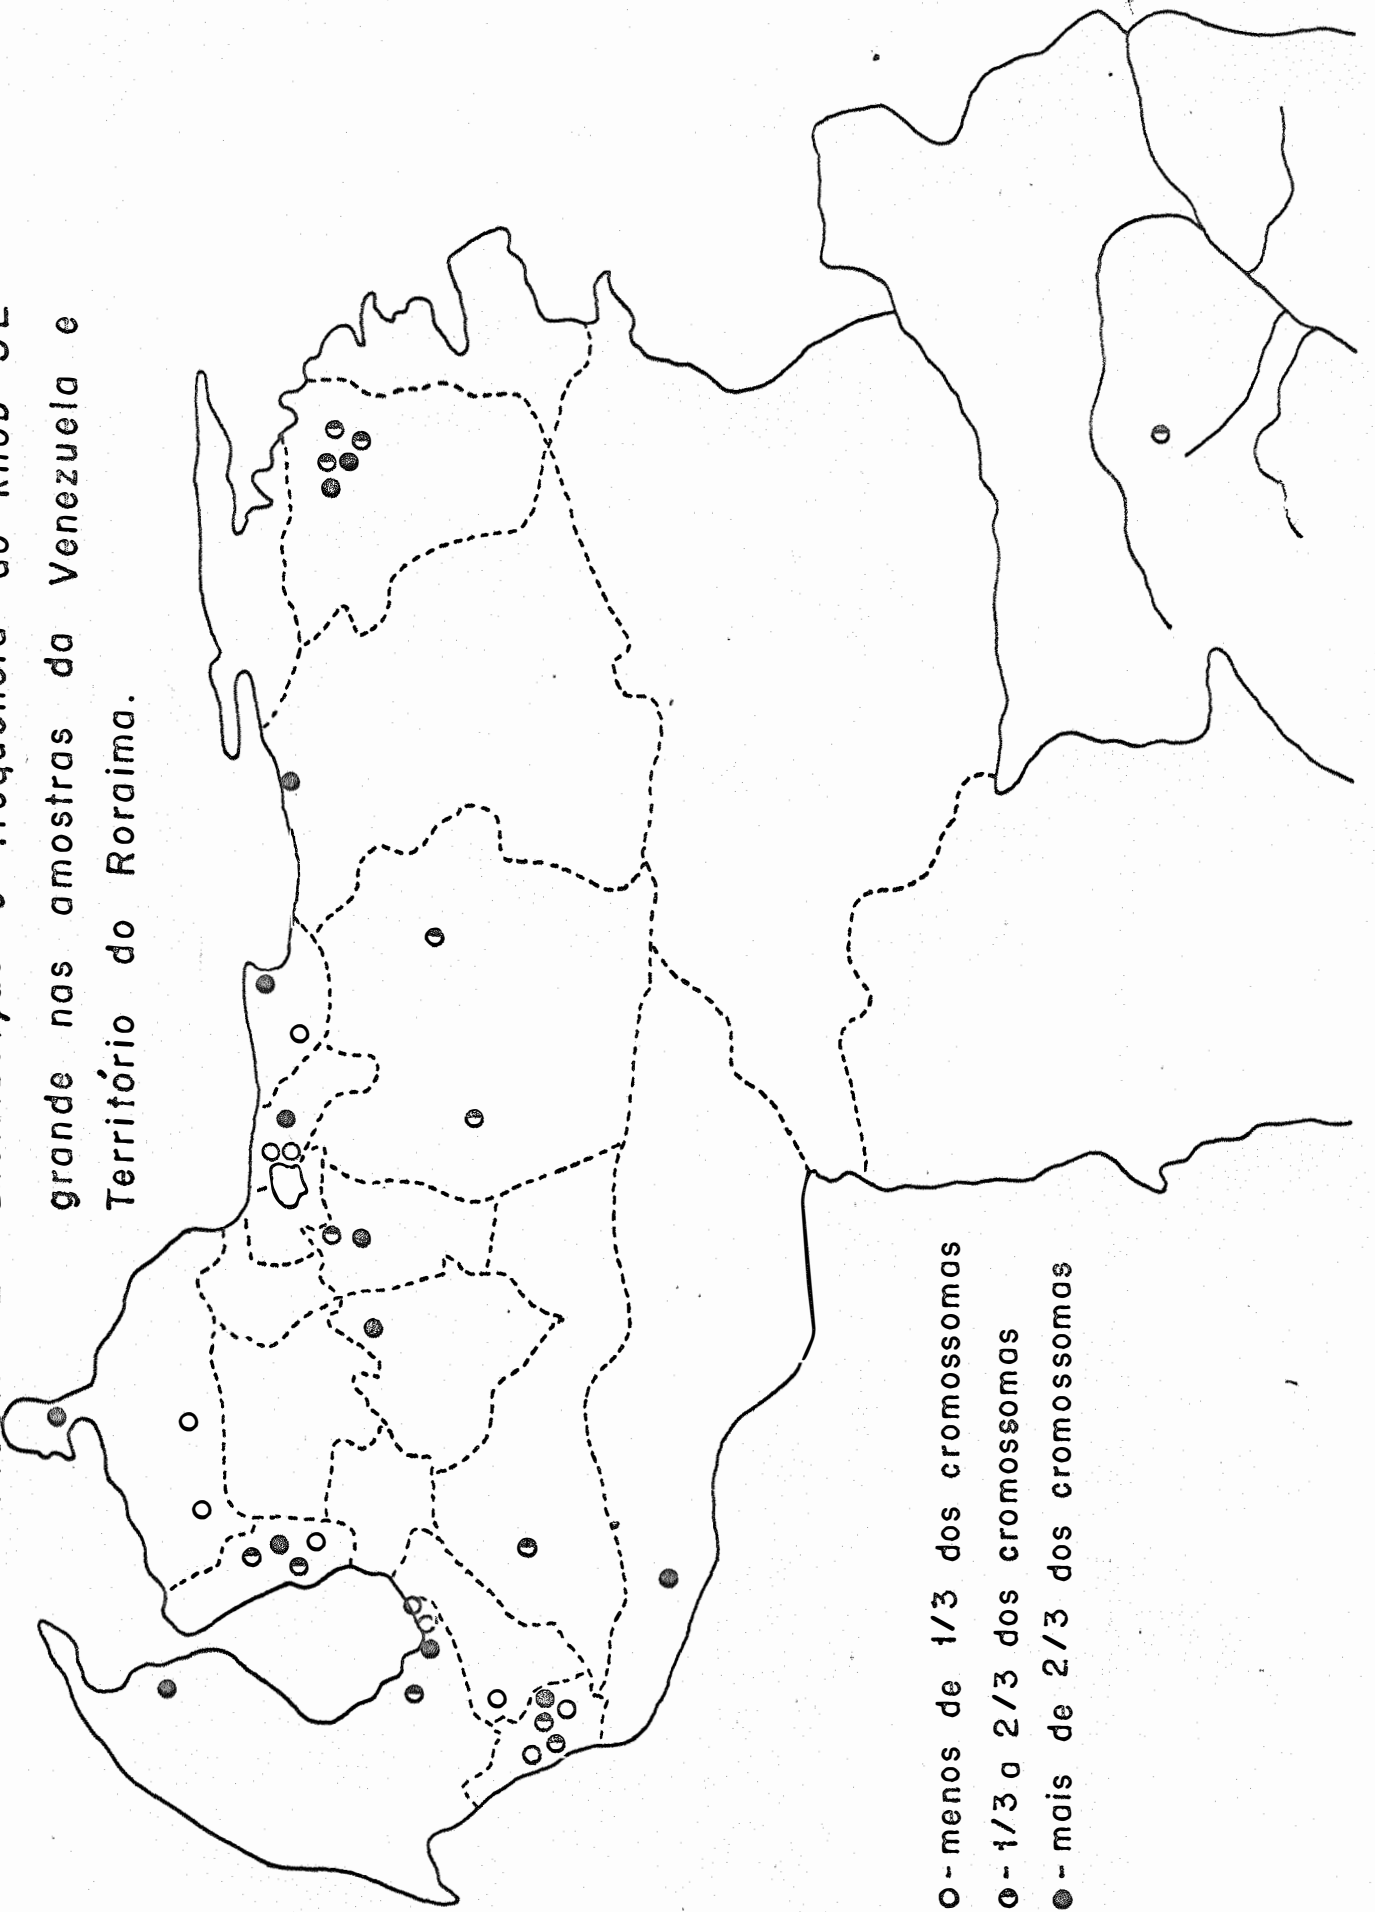 grande nas amostras da Venezuela e
Território do Roraima.
- menos de 1/3 dos cromossomas
- 1/3 a 2/3 dos cromossomas
- mais de 2/3 dos cromossomas